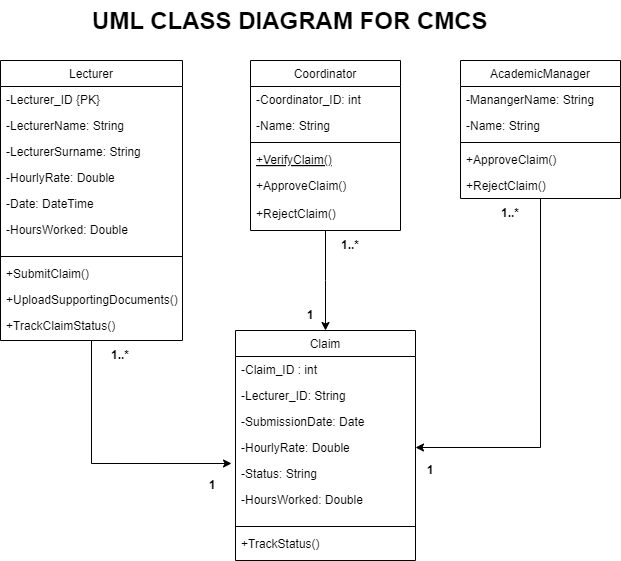 UML CLASS DIAGRAM FOR CMCS
Lecturer
-Lecturer_ID {PK}
-LecturerName: String
-LecturerSurname: String
-HourlyRate: Double
-Date: DateTime
-HoursWorked: Double
+SubmitClaim()
+UploadSupportingDocuments()
+TrackClaimStatus()
1..*
1
Coordinator
-Coordinator_ID: int
-Name: String
+VerifyClaim()
+ApproveClaim()
+RejectClaim()
1..*
1
AcademicManager
-ManangerName: String
-Name: String
+ApproveClaim()
+RejectClaim()
1..*
1
Claim
-Claim_ID : int
-Lecturer_ID: String
-SubmissionDate: Date
-HourlyRate: Double
-Status: String
-HoursWorked: Double
+TrackStatus()